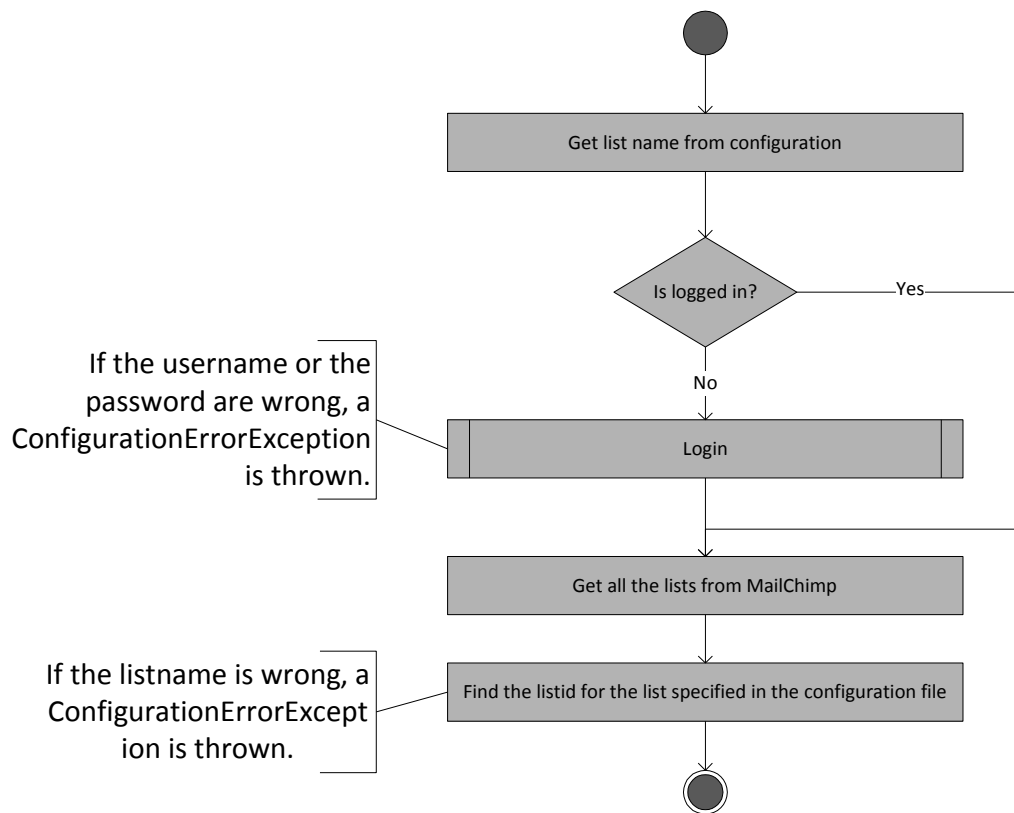 Get list name from configuration
Is logged in?
Yes
No
If the username or the
password are wrong, a
ConfigurationErrorException
is thrown.
Login
Get all the lists from MailChimp
If the listname is wrong, a
ConfigurationErrorExcept
ion is thrown.
Find the listid for the list specified in the configuration file